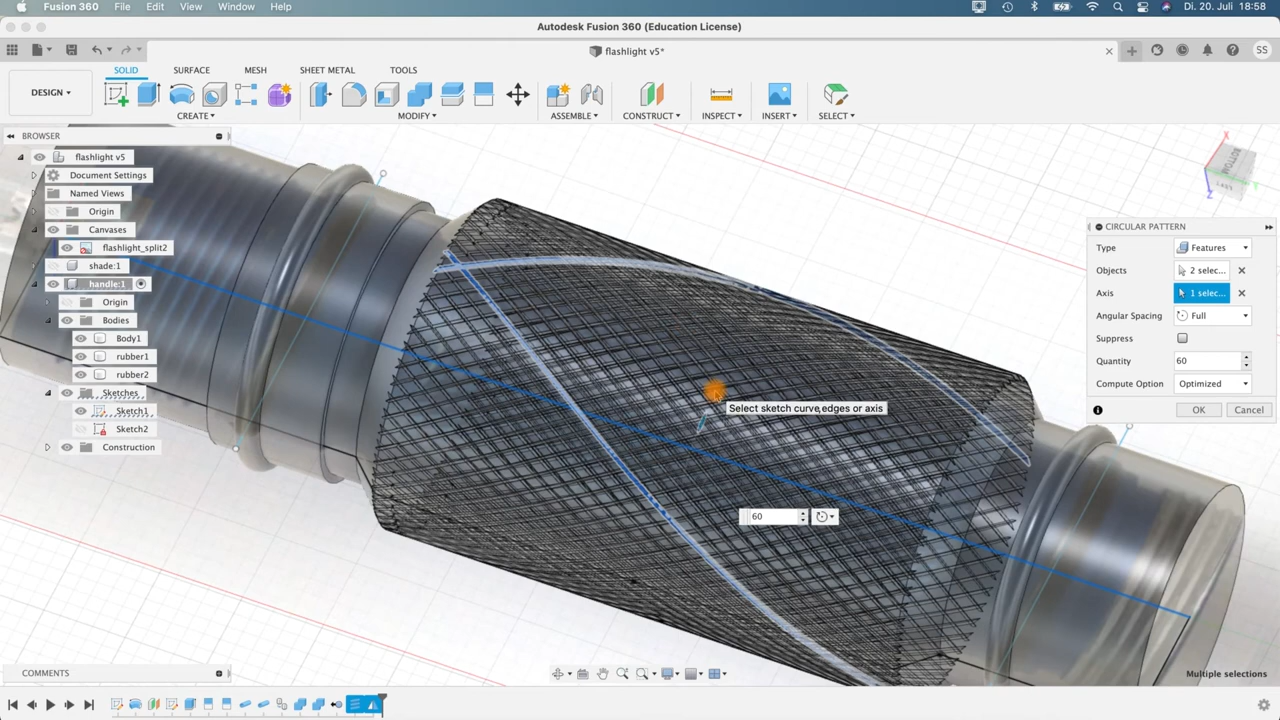 Fusion 360 File Edit View Window Help Di. 20. Juli 18:58
Autodesk Fusion 360 (Education License)
flashlight v5*
SS
SOLID SURFACE MESH SHEET METAL TOOLS
DESIGN
CREATE MODIFY ASSEMBLE CONSTRUCT INSPECT INSERT SELECT
BROWSER
flashlight v5
Document Settings
Named Views
Origin
Canvases
flashlight_split2
shade:1
handle:1
Origin
Bodies
Body1
rubber1
rubber2
Sketches
Sketch1
Sketch2
Construction
BOTTOM
X
Y
Z
CIRCULAR PATTERN
Type Features
Objects 2 selec...
Axis 1 selec...
Angular Spacing Full
Suppress
Quantity 60
Compute Option Optimized
OK Cancel
Select sketch curve,edges or axis
60
COMMENTS
Multiple selections